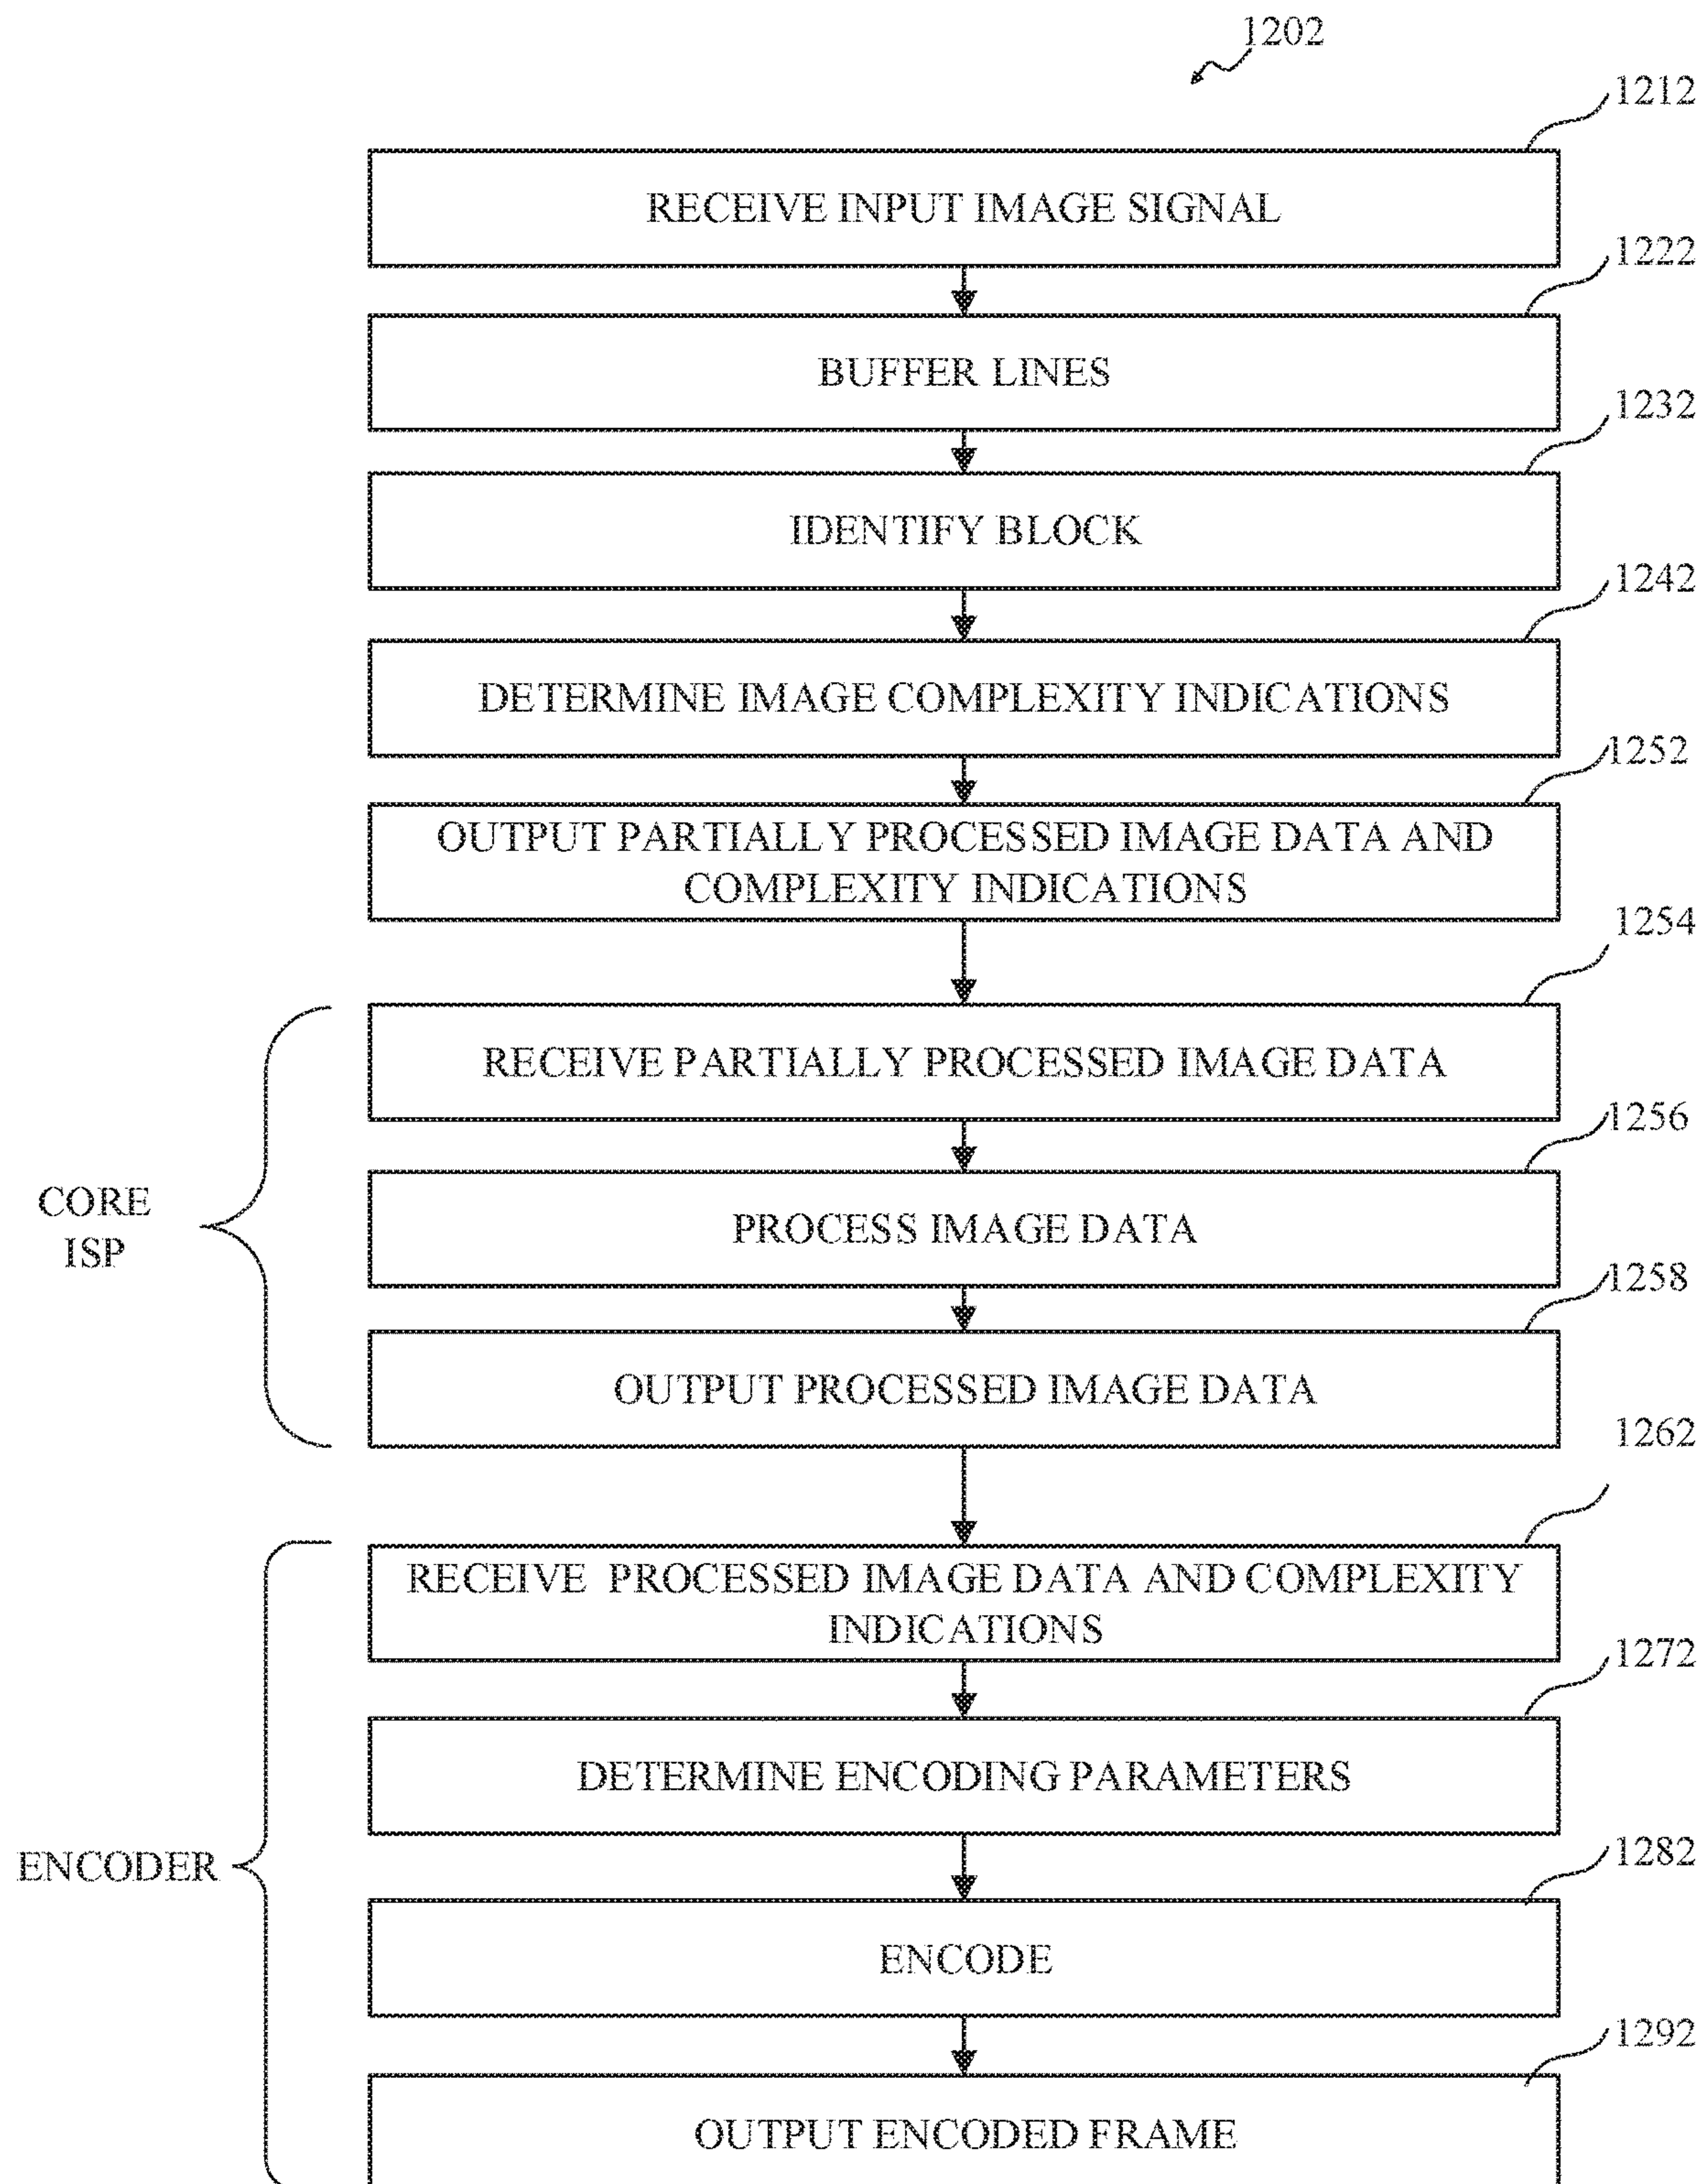 1202
1212
RECEIVE INPUT IMAGE SIGNAL
1222
BUFFER LINES
1232
IDENTIFY BLOCK
1242
DETERMINE IMAGE COMPLEXITY INDICATIONS
1252
OUTPUT PARTIALLY PROCESSED IMAGE DATA AND
COMPLEXITY INDICATIONS
1254
RECEIVE PARTIALLY PROCESSED IMAGE DATA
1256
CORE
ISP
PROCESS IMAGE DATA
1258
OUTPUT PROCESSED IMAGE DATA
1262
RECEIVE PROCESSED IMAGE DATA AND COMPLEXITY
INDICATIONS
1272
DETERMINE ENCODING PARAMETERS
1282
ENCODER
ENCODE
1292
OUTPUT ENCODED FRAME